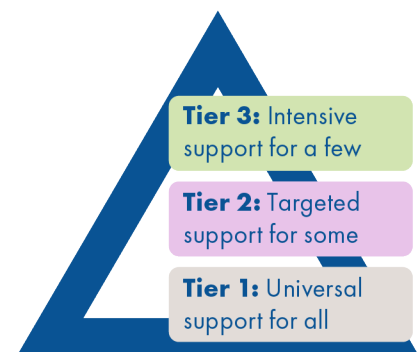 Tier 3: Intensive
support for a few
Tier 2: Targeted
support for some
Tier 1: Universal
support for all